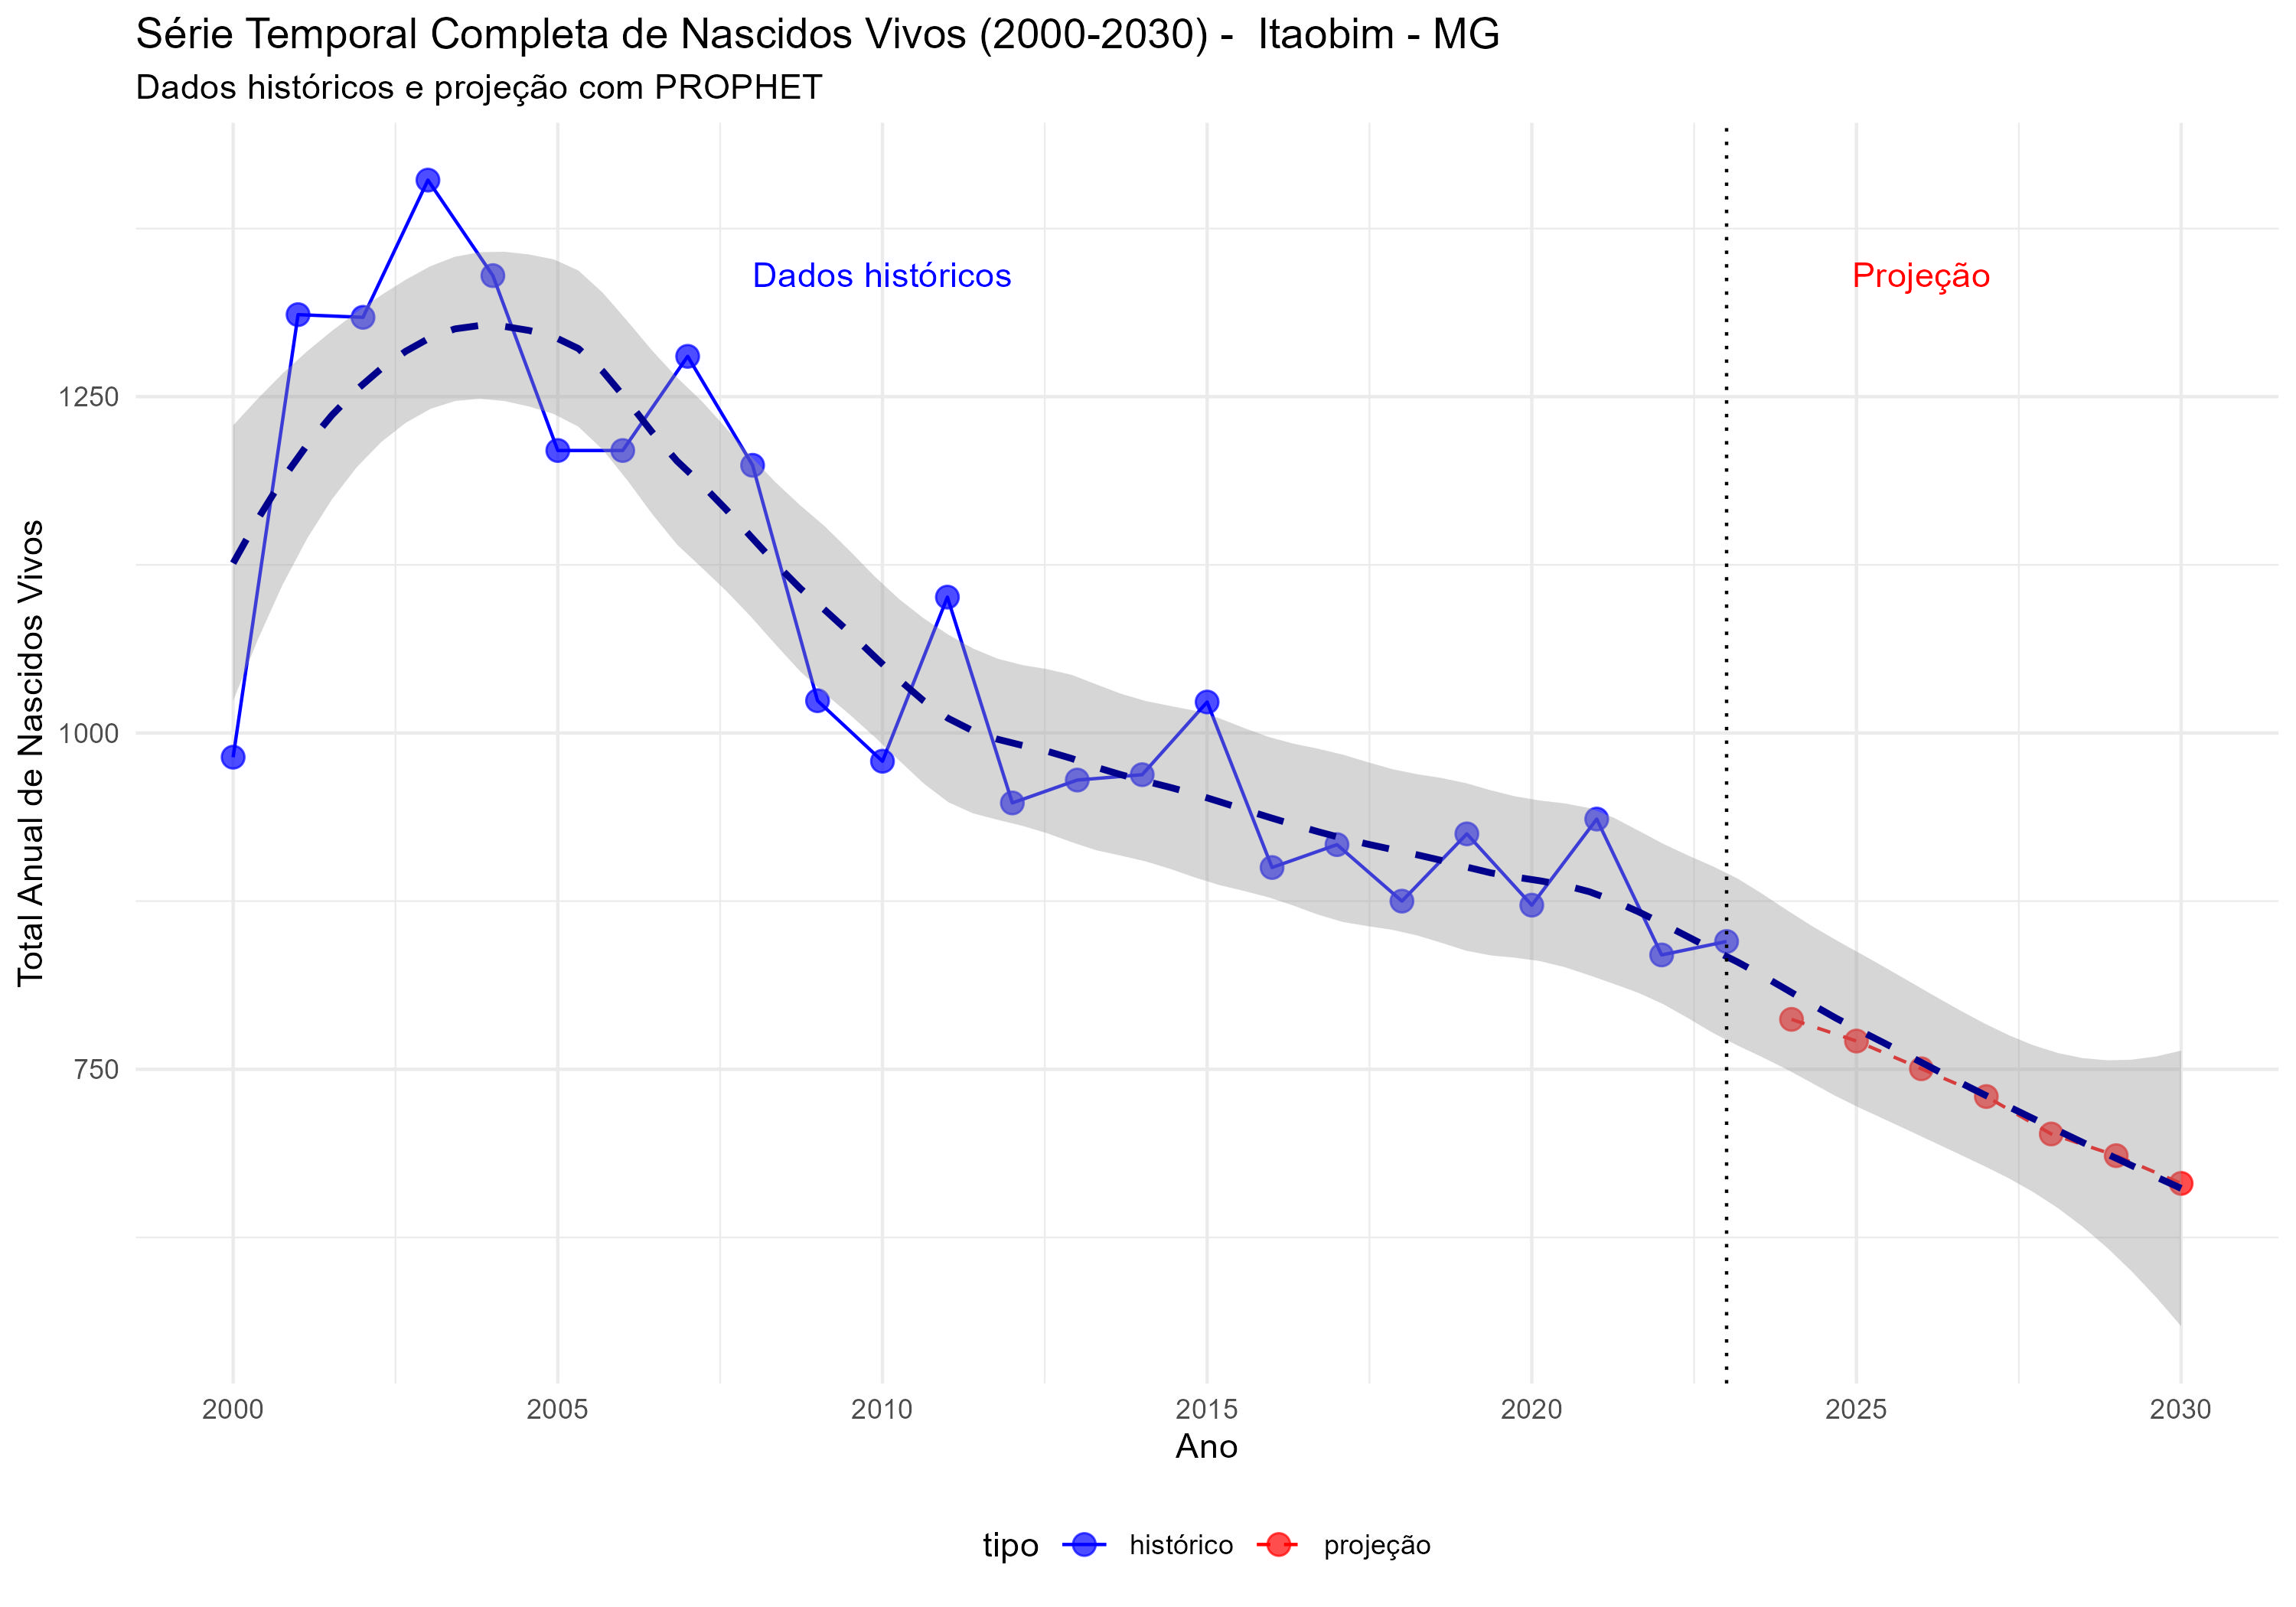 Série Temporal Completa de Nascidos Vivos (2000-2030) -  Itaobim - MG
Dados históricos e projeção com PROPHET
Dados históricos
Projeção
Total Anual de Nascidos Vivos
1250
1000
750
2000
2005
2010
2015
2020
2025
2030
Ano
tipo
histórico
projeção